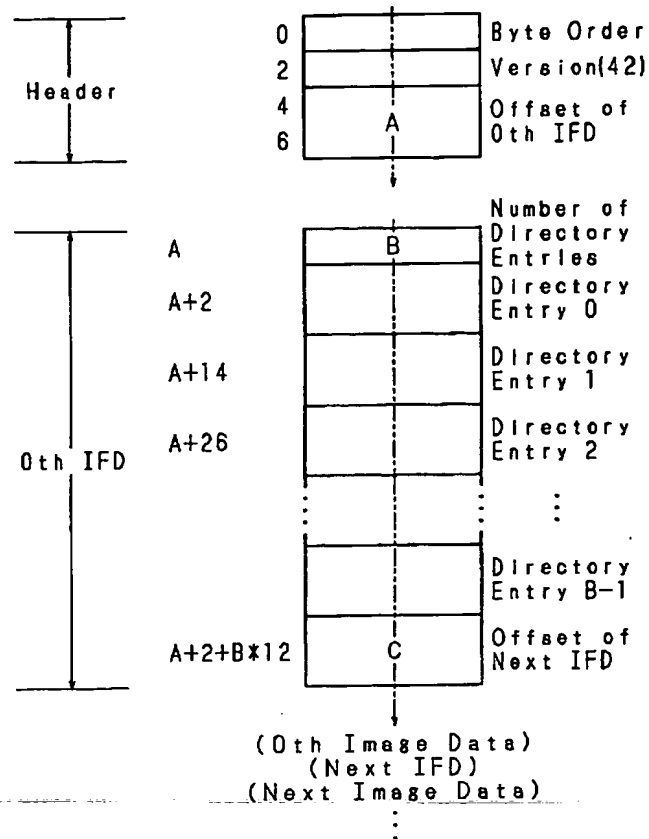 0 Byte Order
2 Version(42)
Header
4 Offset of
A
6 0th IFD
Number of
A B Directory
Entries
A+2 Directory
Entry 0
A+14 Directory
Entry 1
A+26 Directory
Entry 2
0th IFD
Directory
Entry B-1
A+2+B*12 C Offset of
Next IFD
(0th Image Data)
(Next IFD)
(Next Image Data)